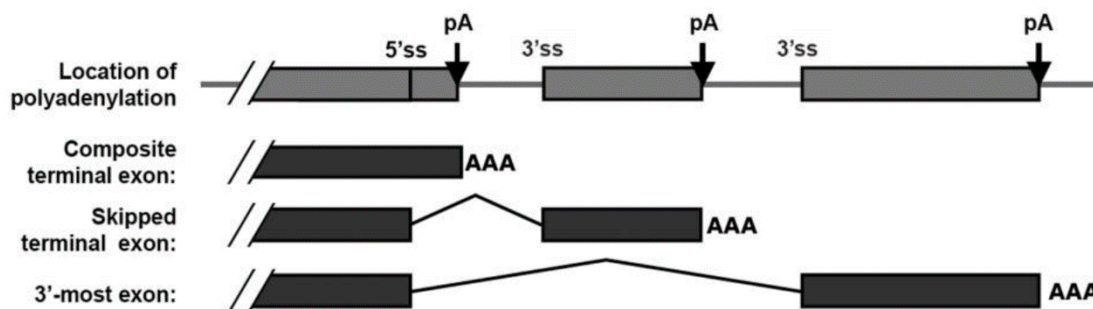 pA pA pA
5'ss 3'ss 3'ss
Location of
polyadenylation
Composite
terminal exon:
AAA
Skipped
terminal exon:
AAA
3'-most exon:
AAA